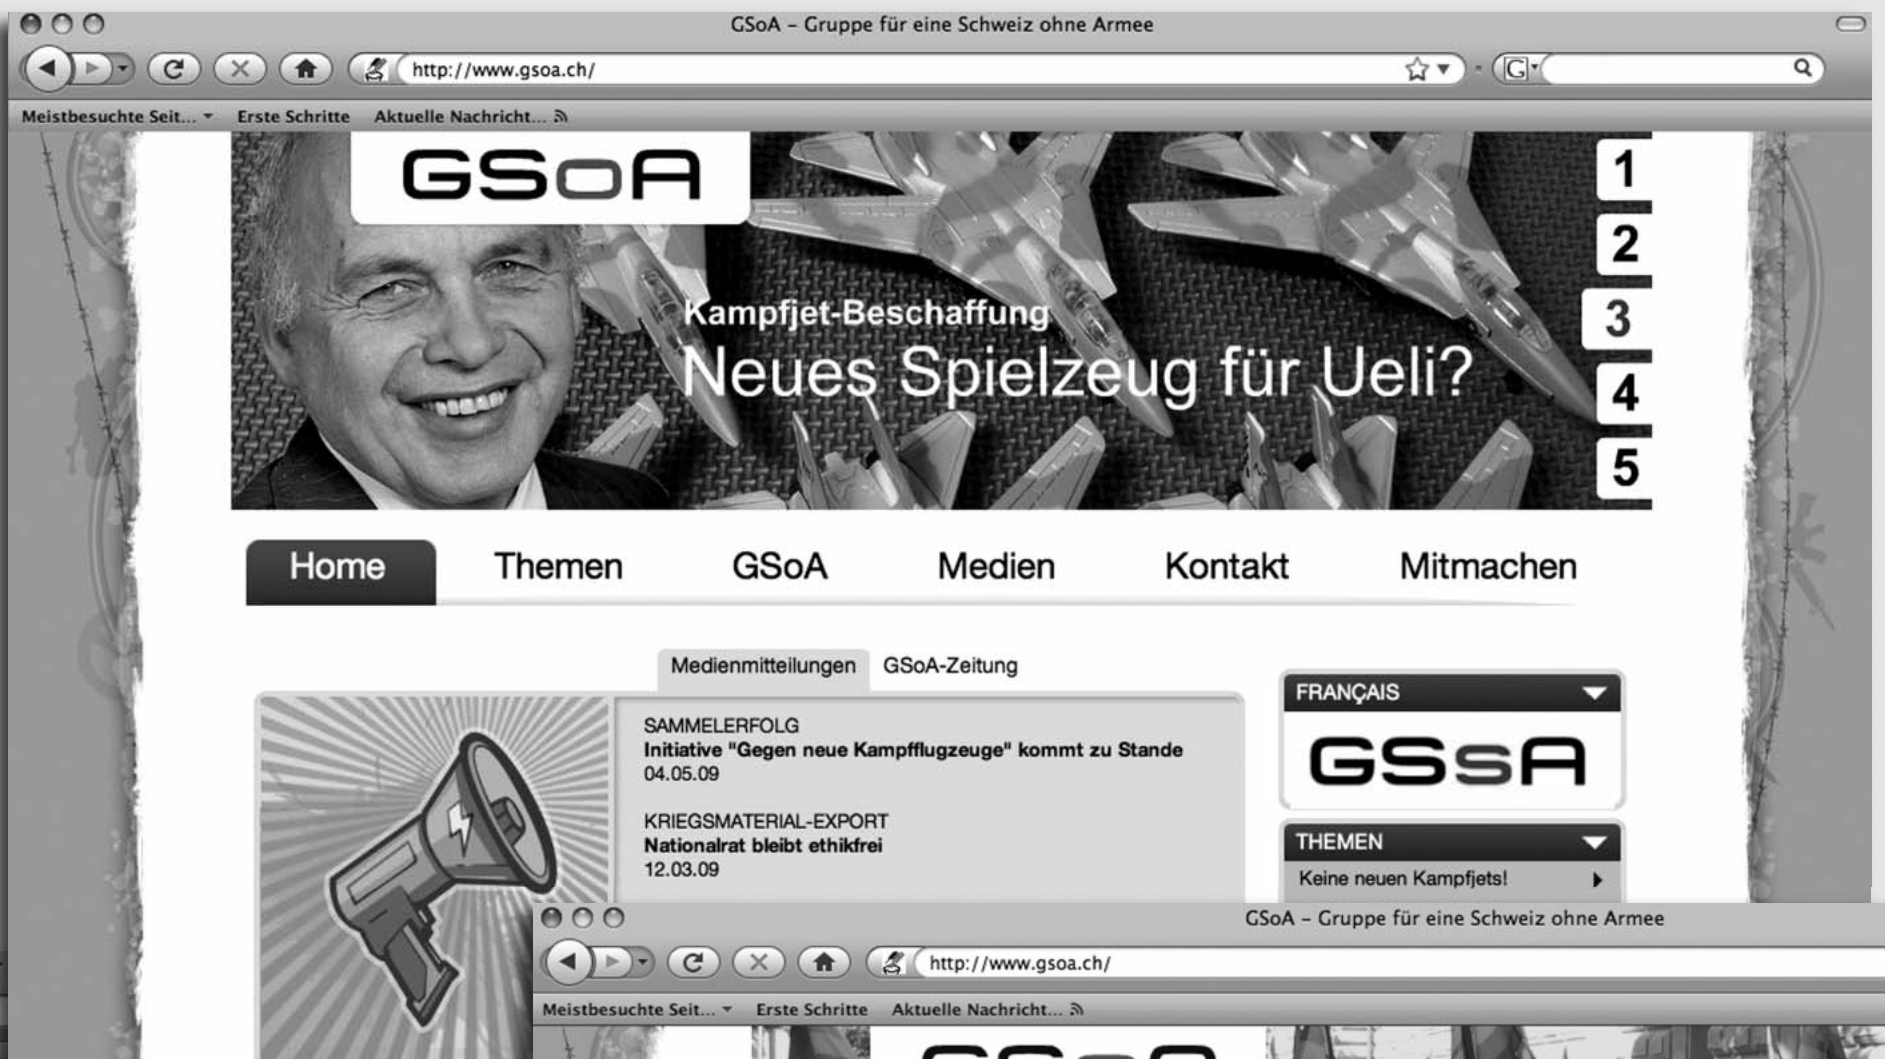 GSoA – Gruppe für eine Schweiz ohne Armee
http://www.gsoa.ch/
G
Meistbesuchte Seit... Erste Schritte Aktuelle Nachricht...
GSoA
1
2
3
4
5
Kampfjet-Beschaffung
Neues Spielzeug für Ueli?
Home Themen GSoA Medien Kontakt Mitmachen
Medienmitteilungen GSoA-Zeitung
SAMMELERFOLG
Initiative "Gegen neue Kampfflugzeuge" kommt zu Stande
04.05.09
KRIEGSMATERIAL-EXPORT
Nationalrat bleibt ethikfrei
12.03.09
FRANÇAIS
GSsA
THEMEN
Keine neuen Kampfjets!
GSoA – Gruppe für eine Schweiz ohne Armee
http://www.gsoa.ch/
Meistbesuchte Seit... Erste Schritte Aktuelle Nachricht...
GSoA